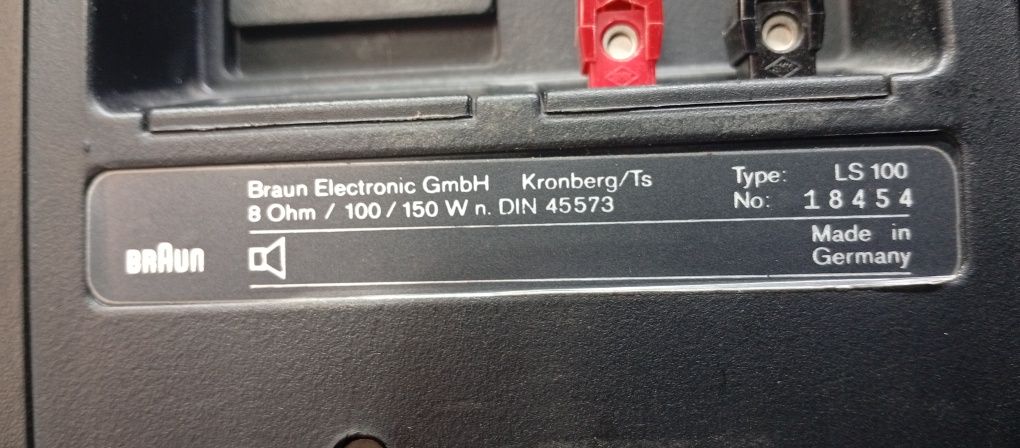 Braun Electronic GmbH Kronberg/Ts
8 Ohm / 100 / 150 W n. DIN 45573
Type: LS 100
No: 18454
BRAUN
Made in
Germany